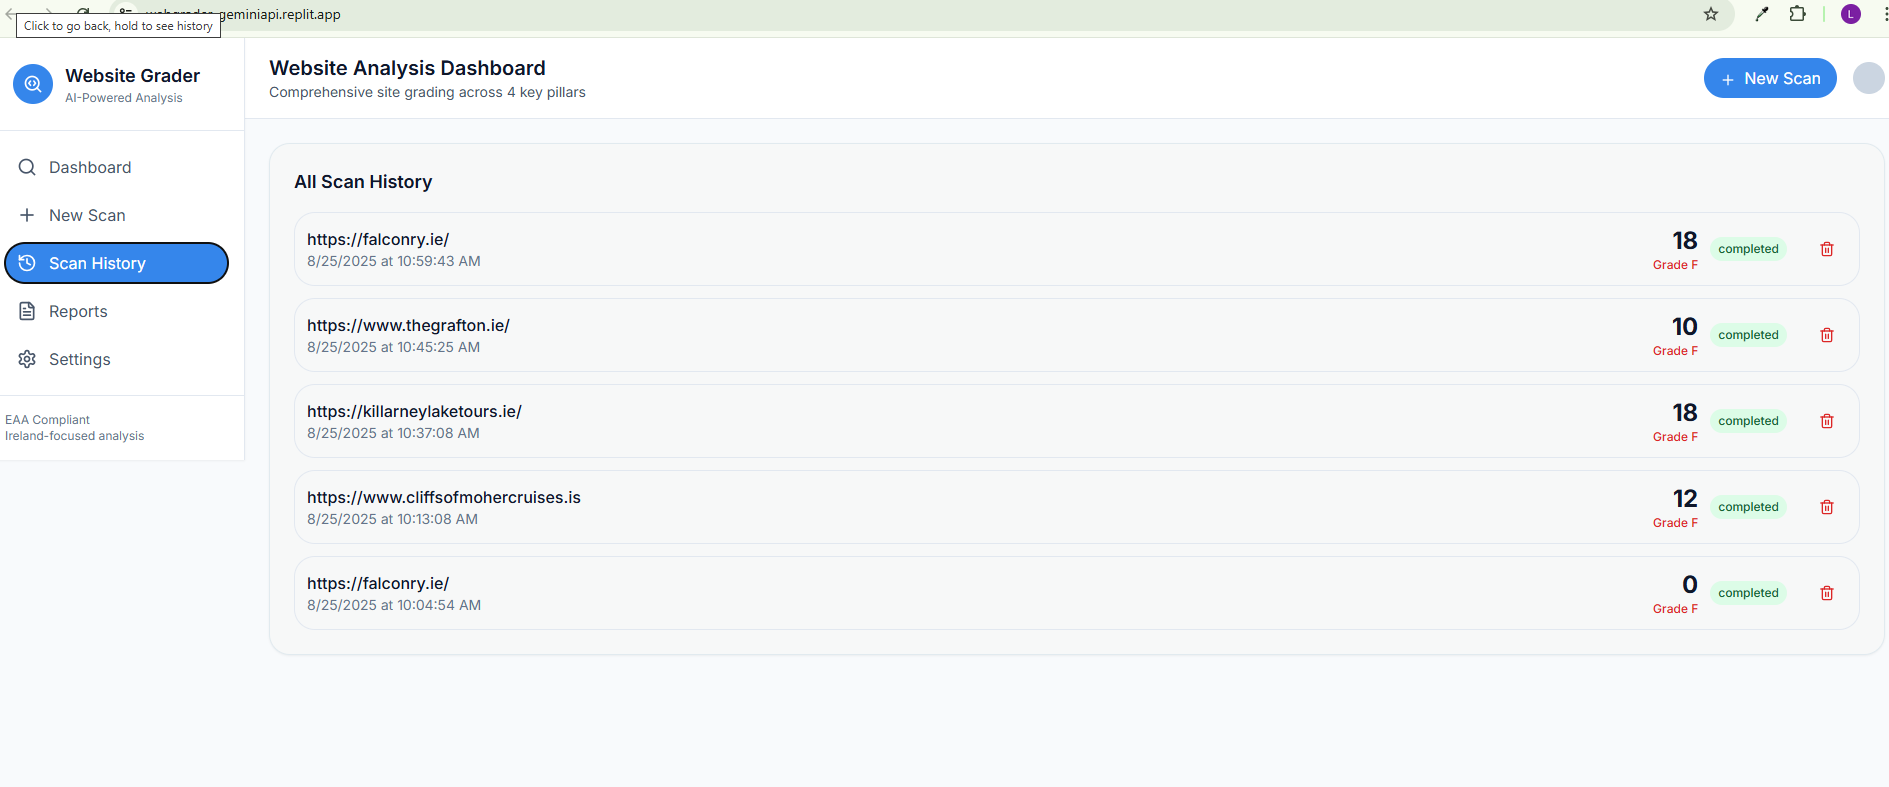 geminiapi.replit.app
L
Click to go back, hold to see history
Website Grader
AI-Powered Analysis
Dashboard
New Scan
Scan History
Reports
Settings
EAA Compliant
Ireland-focused analysis
Website Analysis Dashboard
Comprehensive site grading across 4 key pillars
+ New Scan
All Scan History
https://falconry.ie/
8/25/2025 at 10:59:43 AM
18
Grade F
completed
https://www.thegrafton.ie/
8/25/2025 at 10:45:25 AM
10
Grade F
completed
https://killarneylaketours.ie/
8/25/2025 at 10:37:08 AM
18
Grade F
completed
https://www.cliffsofmohercruises.is
8/25/2025 at 10:13:08 AM
12
Grade F
completed
https://falconry.ie/
8/25/2025 at 10:04:54 AM
0
Grade F
completed